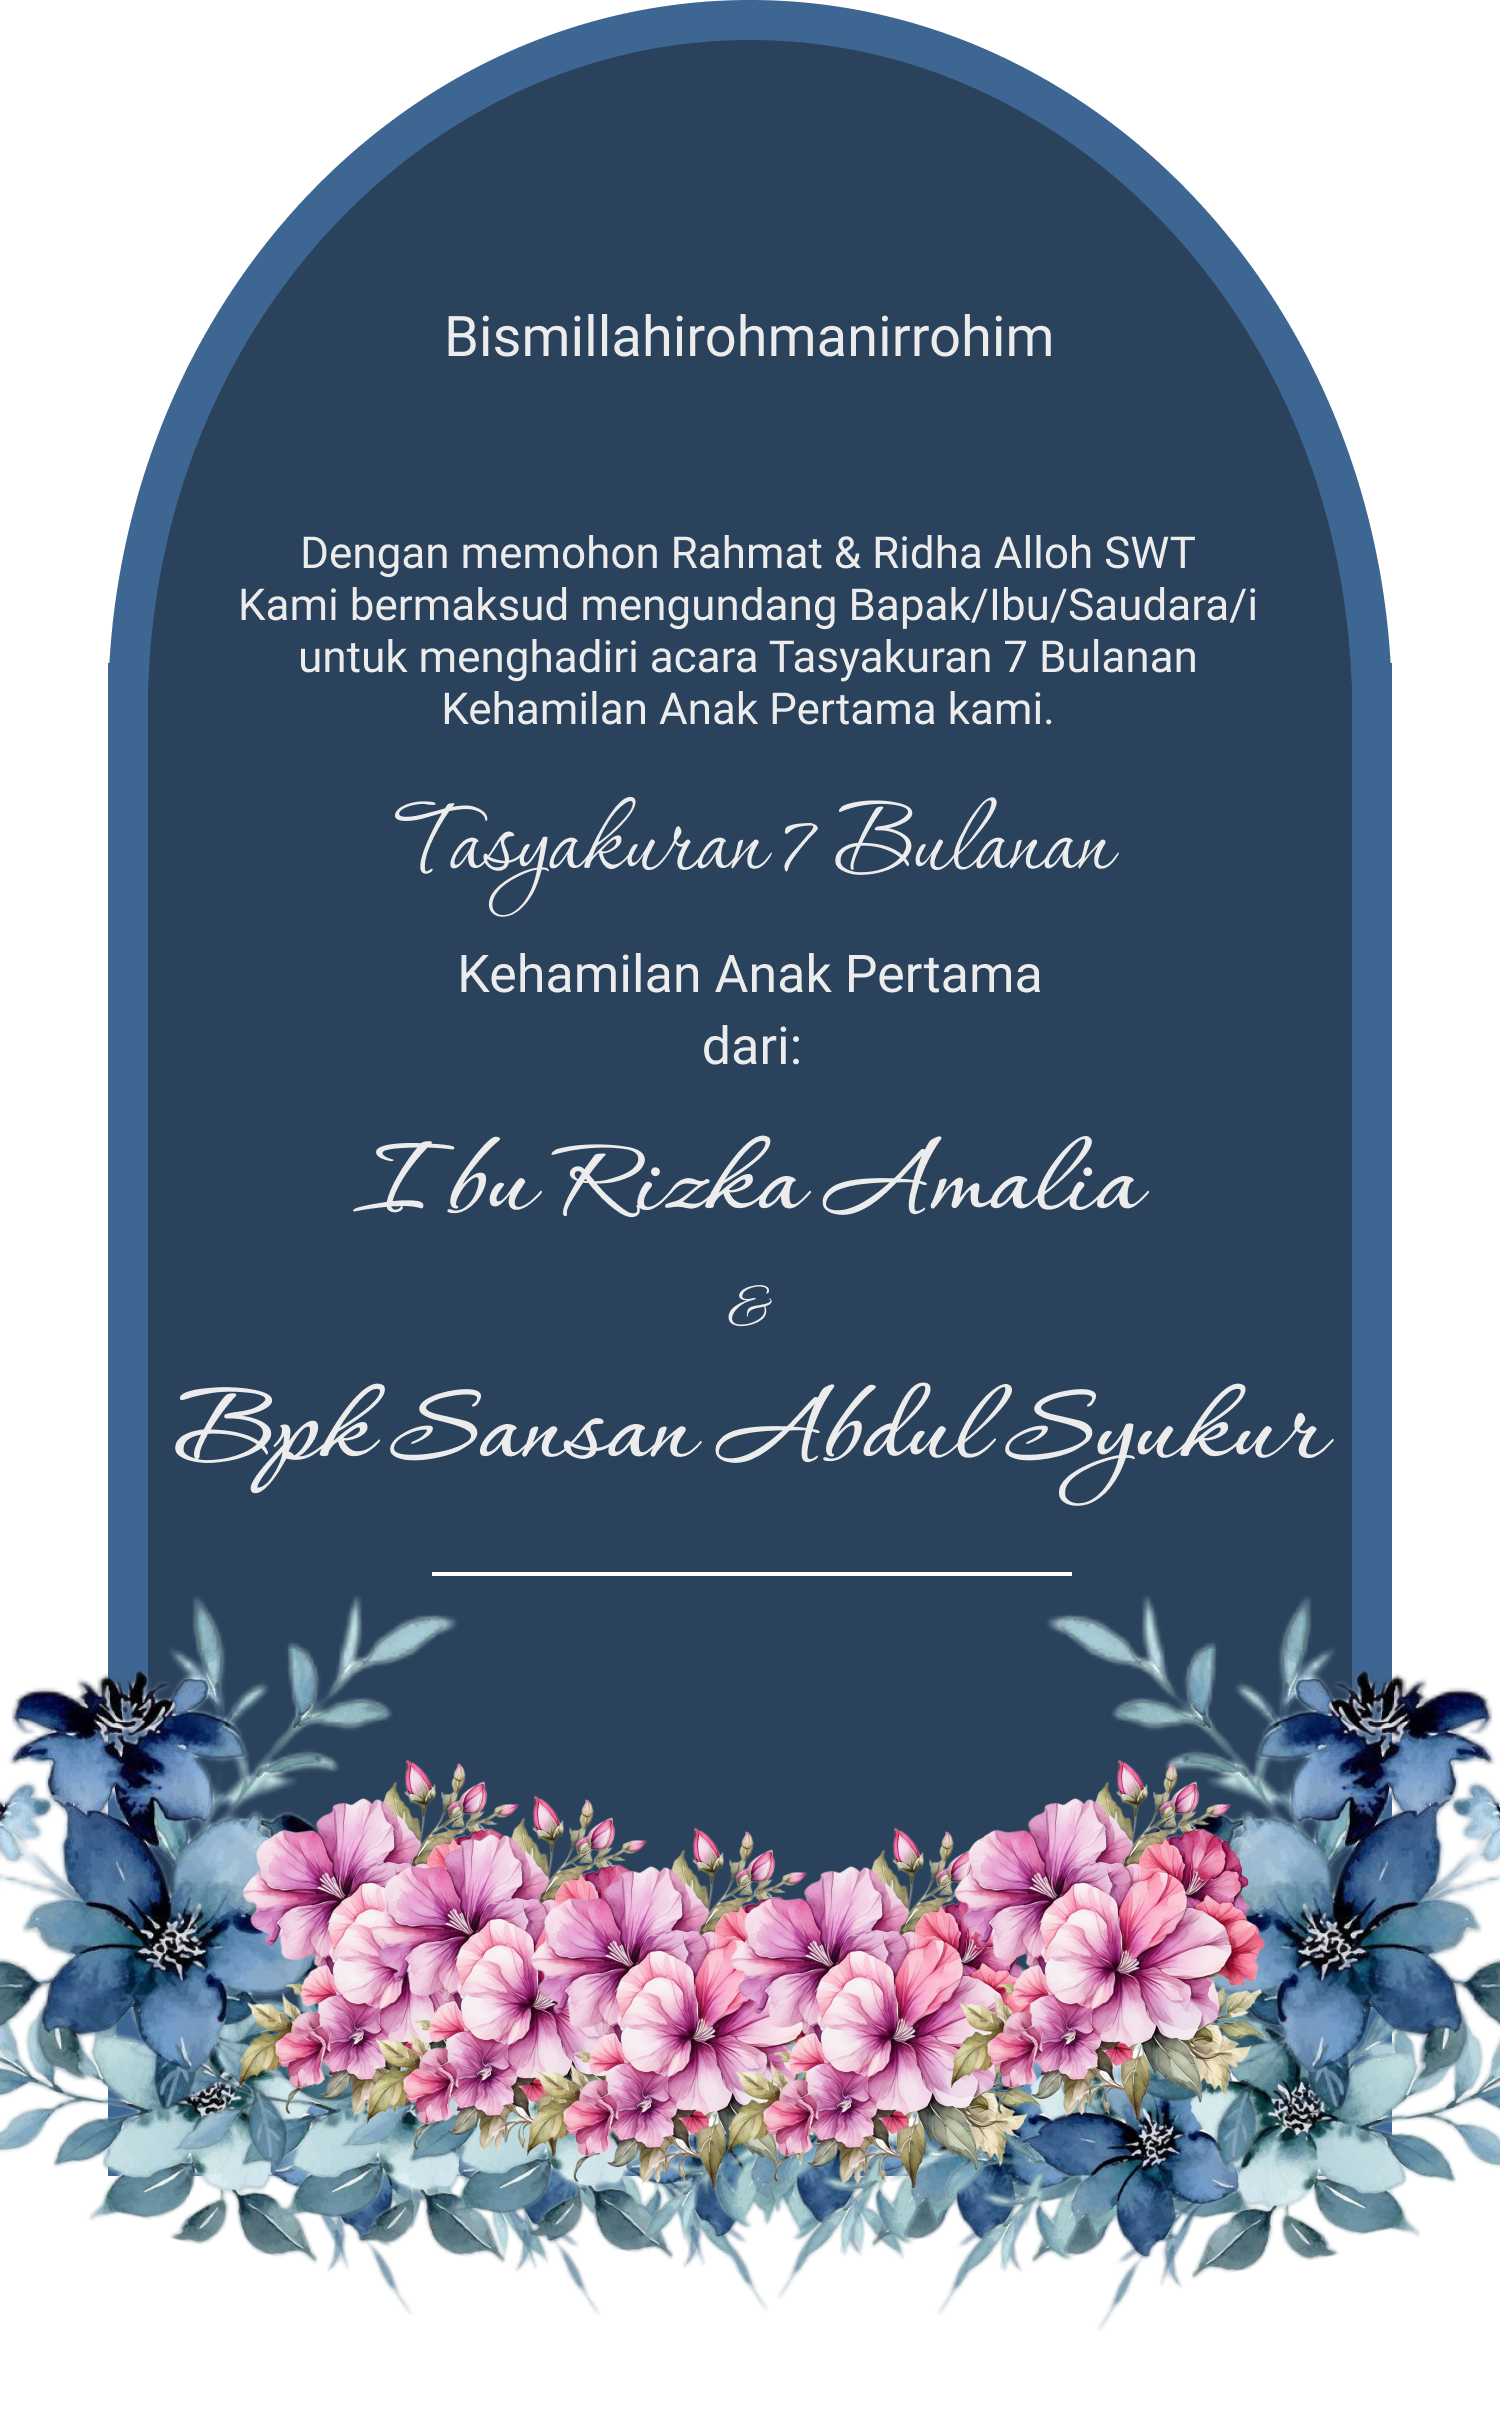 Bismillahirohmanirrohim
Dengan memohon Rahmat & Ridha Alloh SWT
Kami bermaksud mengundang Bapak/Ibu/Saudara/i
untuk menghadiri acara Tasyakuran 7 Bulanan
Kehamilan Anak Pertama kami.
Tasyakuran 7 Bulanan
Kehamilan Anak Pertama
dari:
Ibu Rizka Amalia
&
Bpk Sansan Abdul Syukur